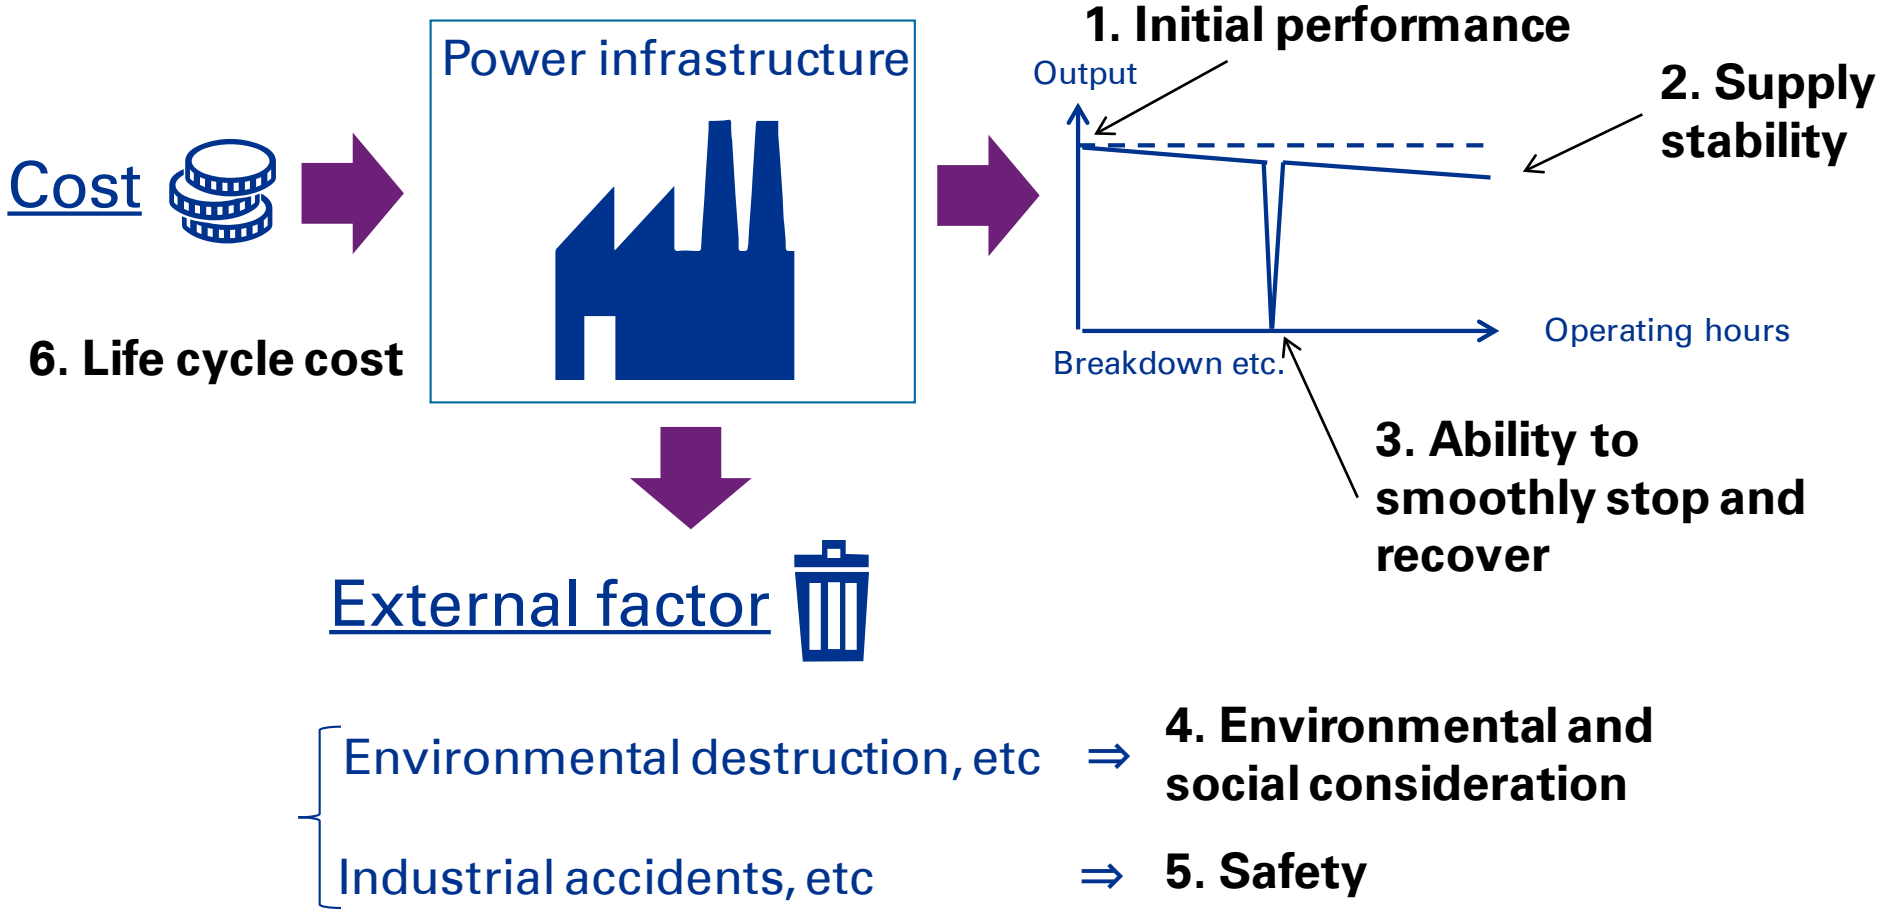 1. Initial performance
Power infrastructure
Output
2. Supply
stability
Cost
Operating hours
6. Life cycle cost
Breakdown etc.
3. Ability to
smoothly stop and
recover
External factor
Environmental destruction, etc ⇒
4. Environmental and
social consideration
Industrial accidents, etc ⇒ 5. Safety